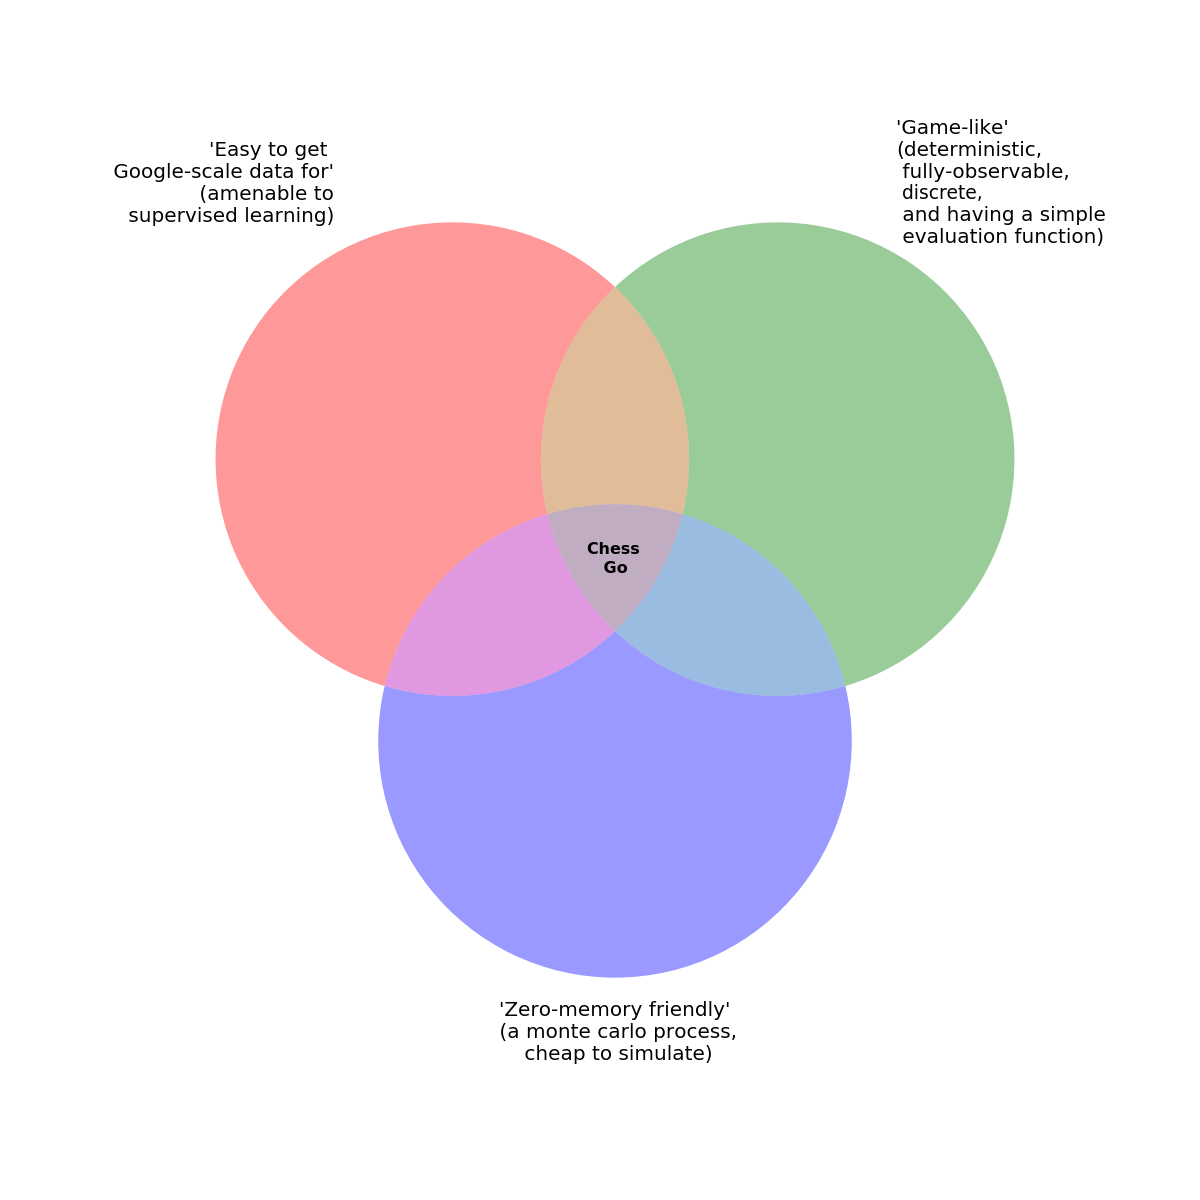 'Easy to get
Google-scale data for'
(amenable to
supervised learning)
'Game-like'
(deterministic,
fully-observable,
discrete,
and having a simple
evaluation function)
Chess
Go
'Zero-memory friendly'
(a monte carlo process,
cheap to simulate)